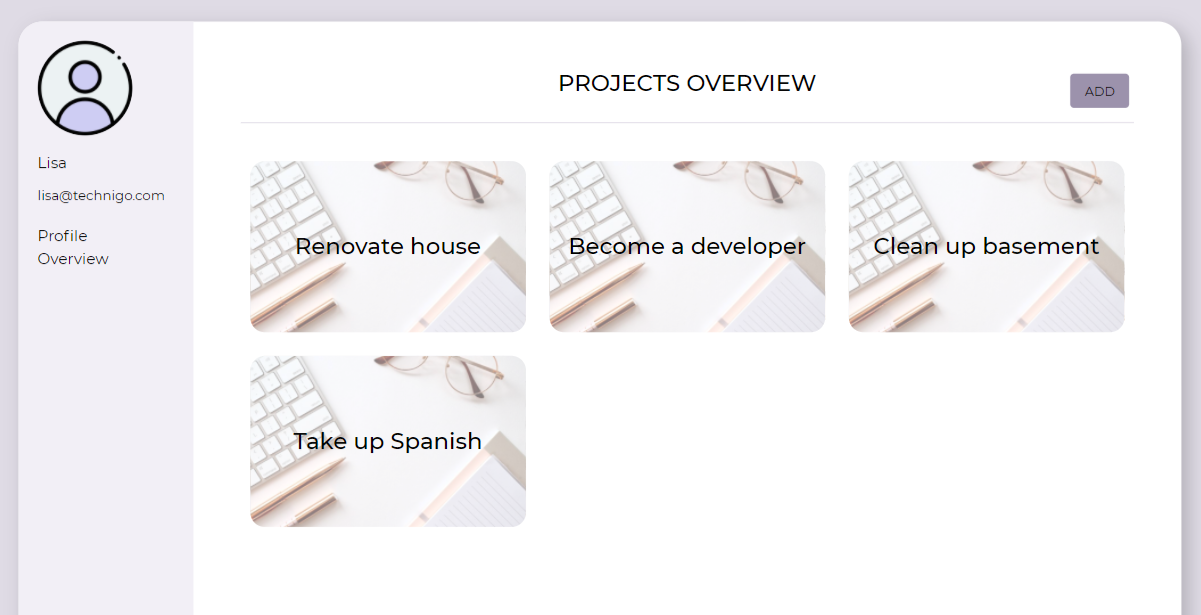 Lisa
lisa@technigo.com
Profile
Overview
PROJECTS OVERVIEW
ADD
Renovate house
Become a developer
Clean up basement
Take up Spanish